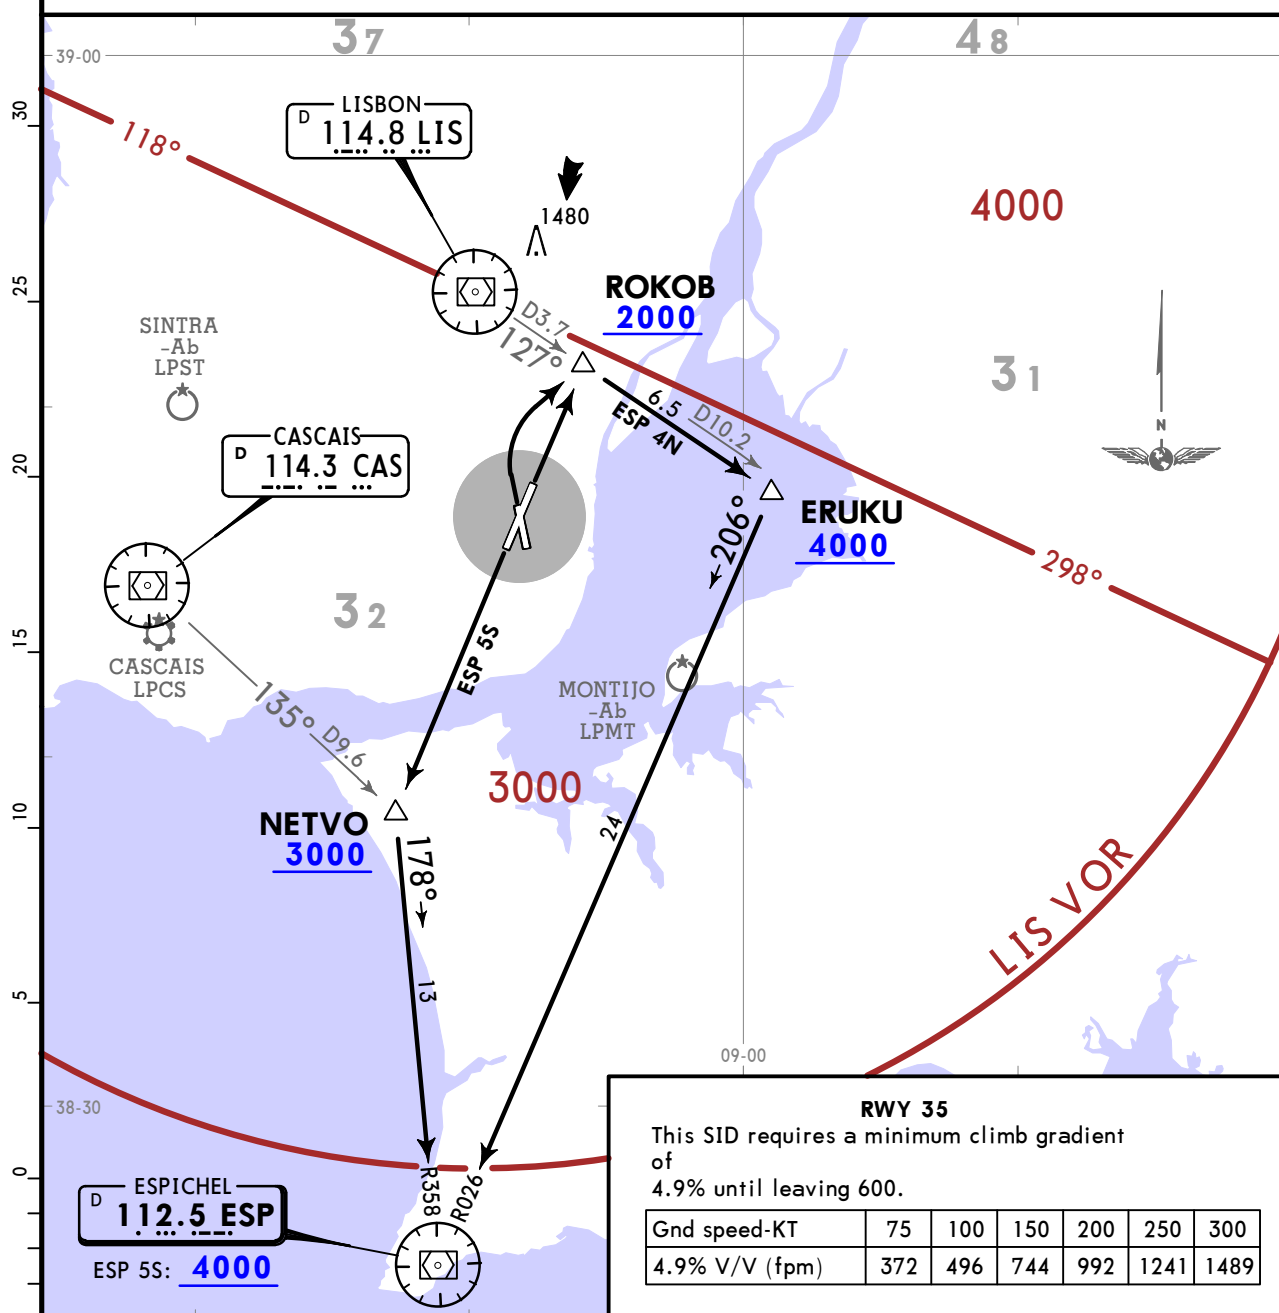 37
48
39-00
30
LISBON
D 114.8 LIS
118°
1480
4000
25
ROKOB
2000
D3.7
127°
SINTRA
-Ab
LPST
31
N
6.5
D10.2
ESP 4N
CASCAIS
D 114.3 CAS
20
ERUKU
4000
206°
298°
32
15
CASCAIS
LPCS
ESP 5S
MONTIJO
-Ab
LPMT
135°
D9.6
3000
10
NETVO
3000
24
178°
LIS VOR
13
5
09-00
38-30
0
R358
R026
ESPICHEL
D 112.5 ESP
ESP 5S: 4000
RWY 35
This SID requires a minimum climb gradient
of
4.9% until leaving 600.
Gnd speed-KT 75 100 150 200 250 300
4.9% V/V (fpm) 372 496 744 992 1241 1489